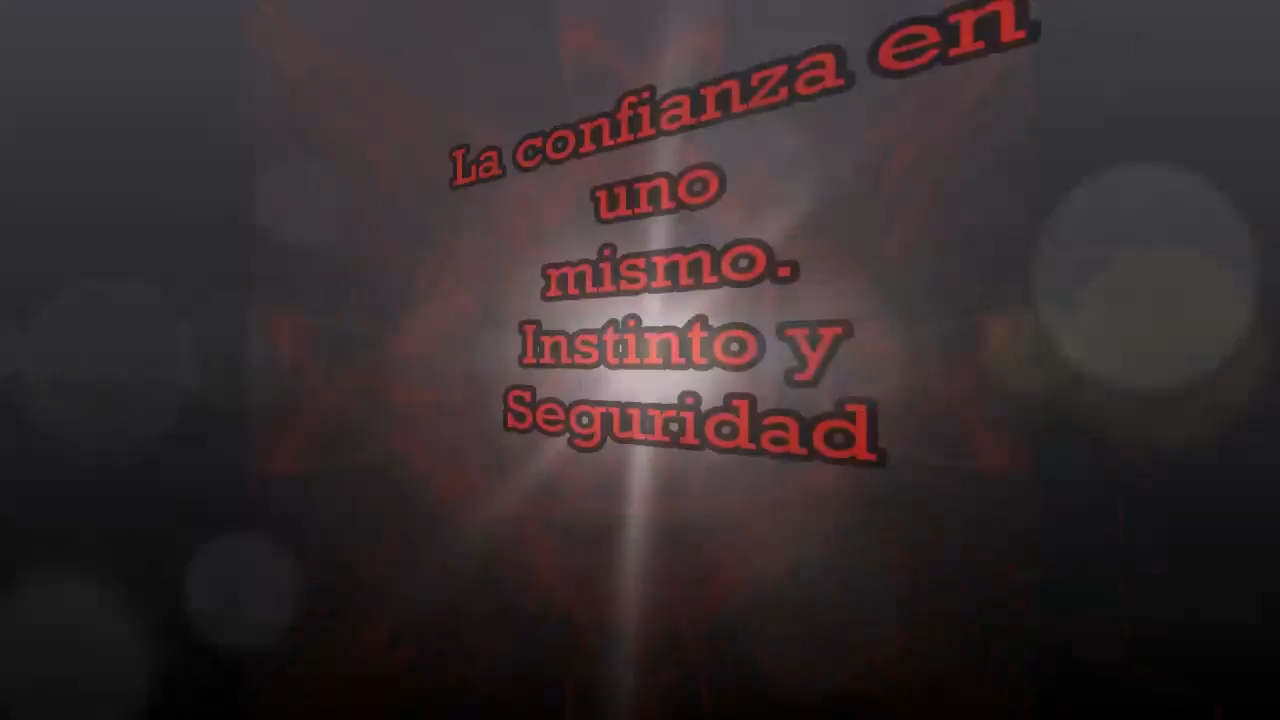 La confianza en
uno
mismo.
Instinto y
Seguridad